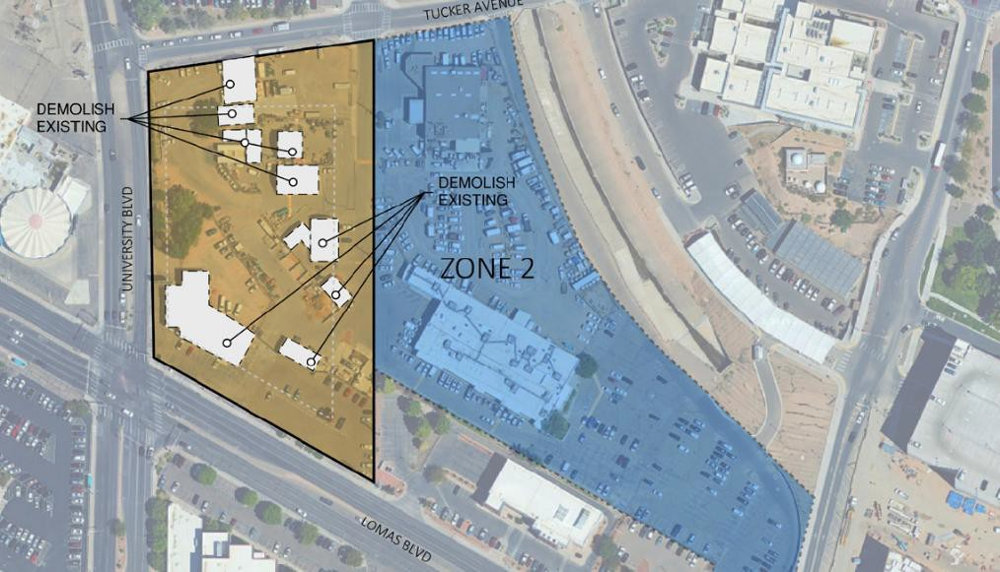 TUCKER AVENUE
DEMOLISH
EXISTING
DEMOLISH
EXISTING
UNIVERSITY BLVD
ZONE 2
LOMAS BLVD